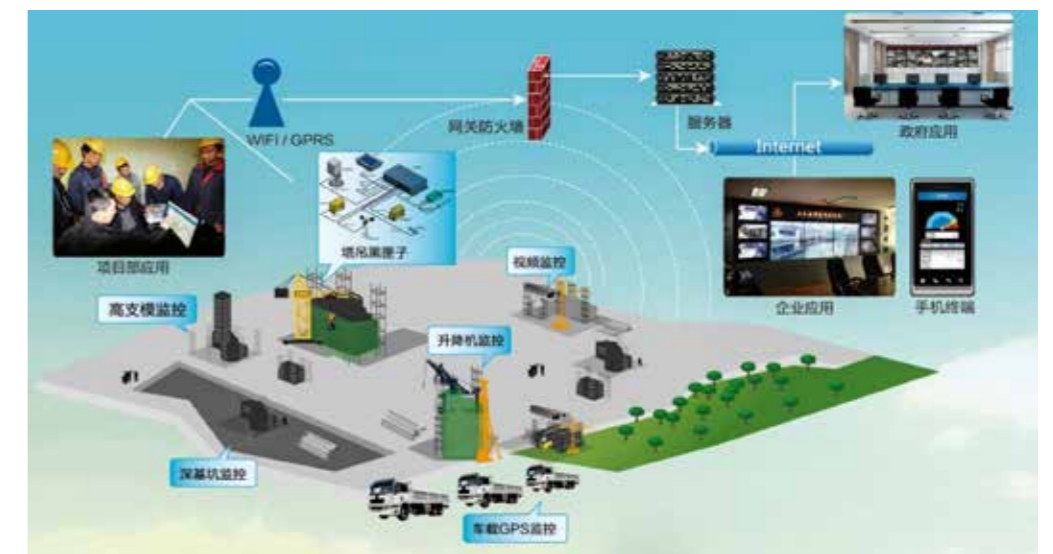 WIFI / GPRS
网关防火墙
服务器
政府应用
Internet
项目部应用
塔吊黑匣子
视频监控
企业应用
手机终端
高支模监控
升降机监控
深基坑监控
车载GPS监控